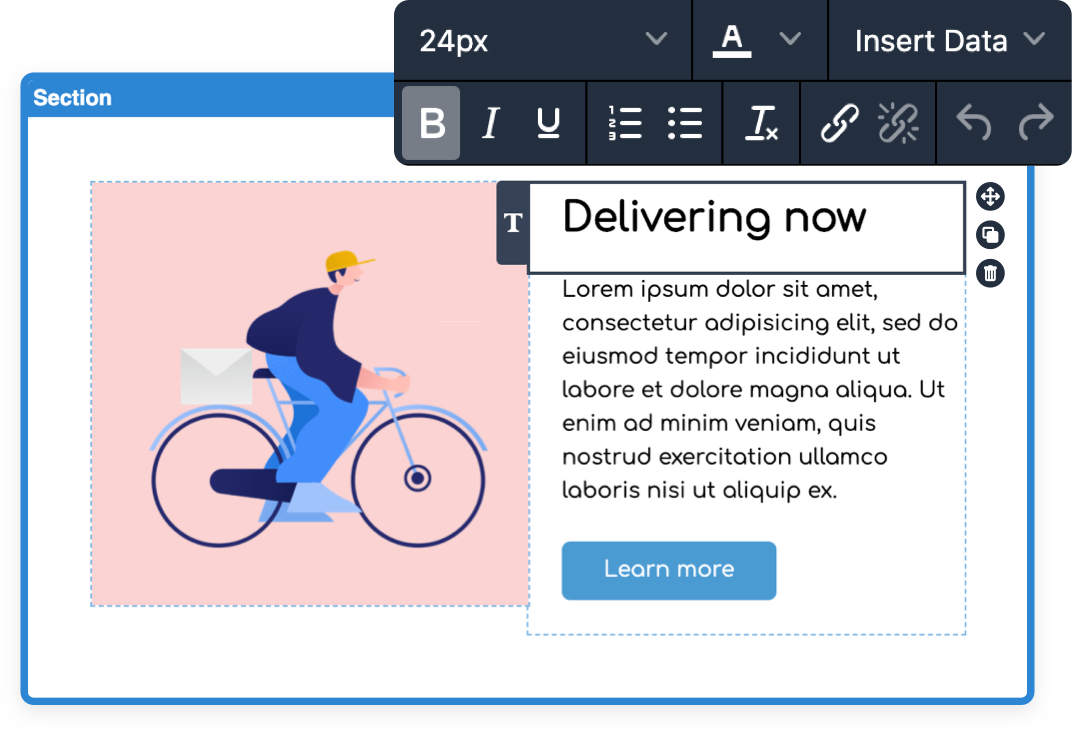 24px
A
Insert Data
B I U
Section
T
Delivering now
Lorem ipsum dolor sit amet,
consectetur adipisicing elit, sed do
eiusmod tempor incididunt ut
labore et dolore magna aliqua. Ut
enim ad minim veniam, quis
nostrud exercitation ullamco
laboris nisi ut aliquip ex.
Learn more